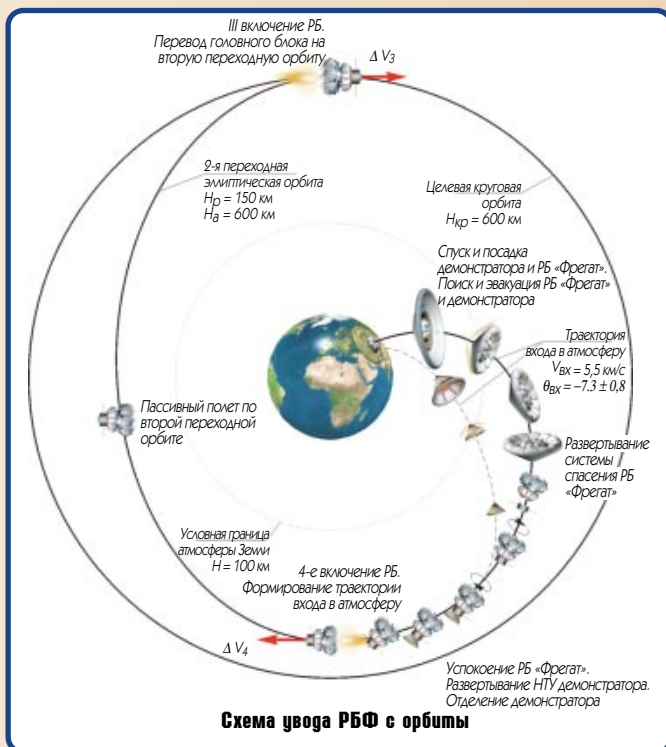 III включение РБ.
Перевод головного блока на
вторую переходную орбиту
Δ V3
2-я переходная
эллиптическая орбита
Hp = 150 км
Ha = 600 км
Целевая круговая
орбита
Hкр = 600 км
Спуск и посадка
демонстратора и РБ «Фрегат».
Поиск и эвакуация РБ «Фрегат»
и демонстратора
Траектория
входа в атмосферу
Vвх = 5,5 км/с
θвх = –7.3 ± 0,8
Пассивный полет по
второй переходной
орбите
Развертывание
системы
спасения РБ
«Фрегат»
Условная граница
атмосферы Земли
H = 100 км
4-е включение РБ.
Формирование траектории
входа в атмосферу
Δ V4
Успокоение РБ «Фрегат».
Развертывание НТУ демонстратора.
Отделение демонстратора
Схема увода РБФ с орбиты